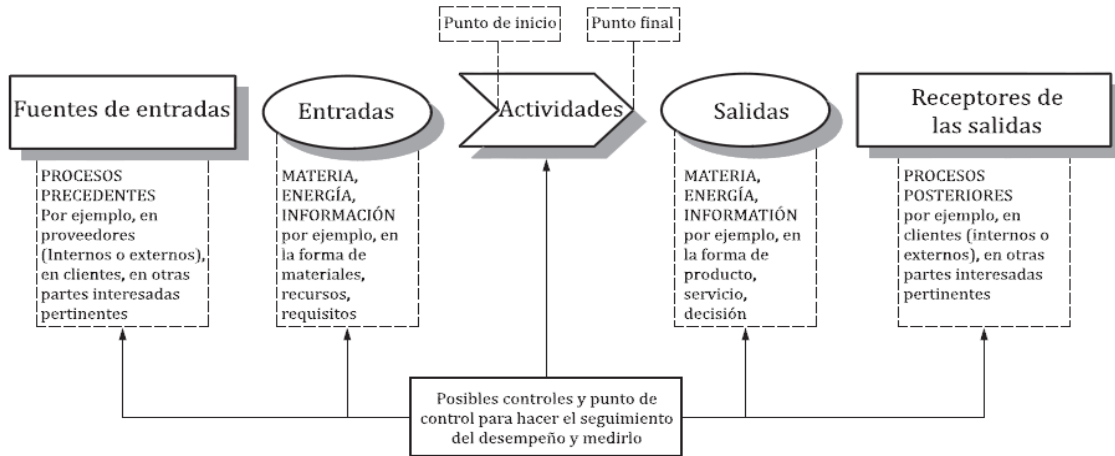 Punto de inicio
Punto final
Fuentes de entradas
Entradas
Actividades
Salidas
Receptores de
las salidas
PROCESOS
PRECEDENTES
Por ejemplo, en
proveedores
(Internos o externos),
en clientes, en otras
partes interesadas
pertinentes
MATERIA,
ENERGÍA,
INFORMACIÓN
por ejemplo, en
la forma de
materiales,
recursos,
requisitos
MATERIA,
ENERGÍA,
INFORMATIÓN
por ejemplo, en
la forma de
producto,
servicio,
decisión
PROCESOS
POSTERIORES
por ejemplo, en
clientes (internos o
externos), en otras
partes interesadas
pertinentes
Posibles controles y punto de
control para hacer el seguimiento
del desempeño y medirlo